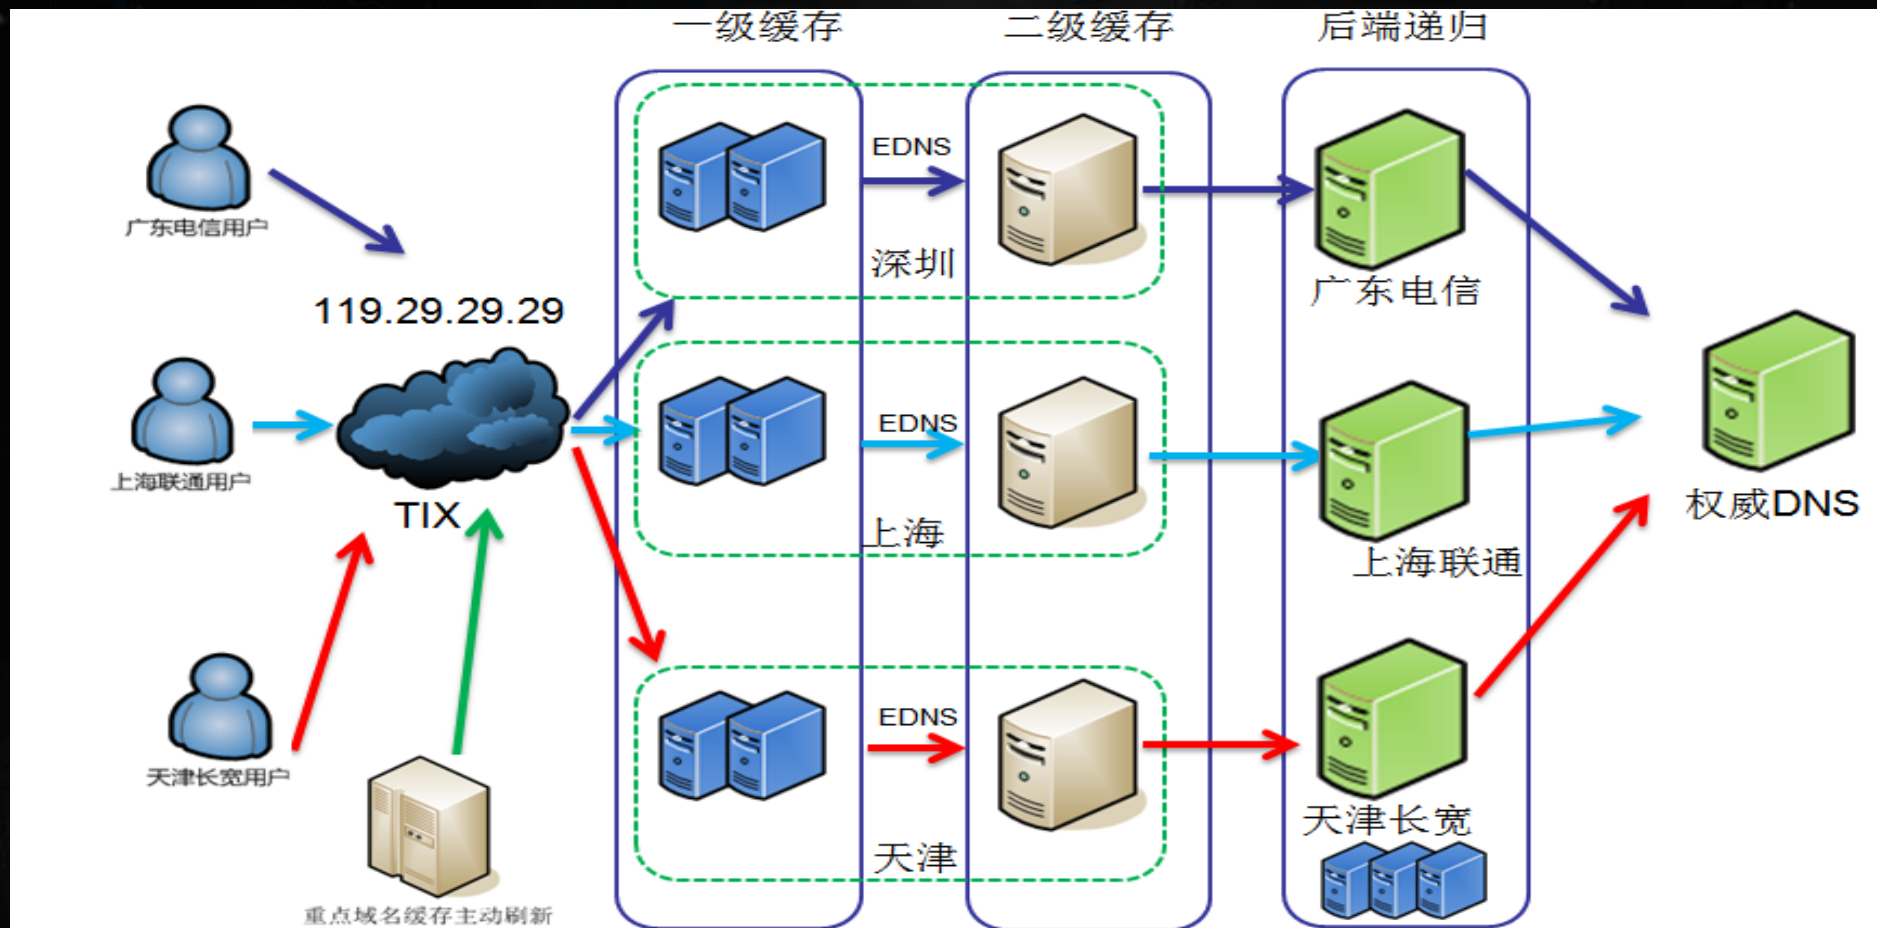 一级缓存
二级缓存
后端递归
广东电信用户
EDNS
深圳
广东电信
119.29.29.29
TIX
上海联通用户
EDNS
上海
上海联通
权威DNS
天津长宽用户
EDNS
天津
天津长宽
重点域名缓存主动刷新